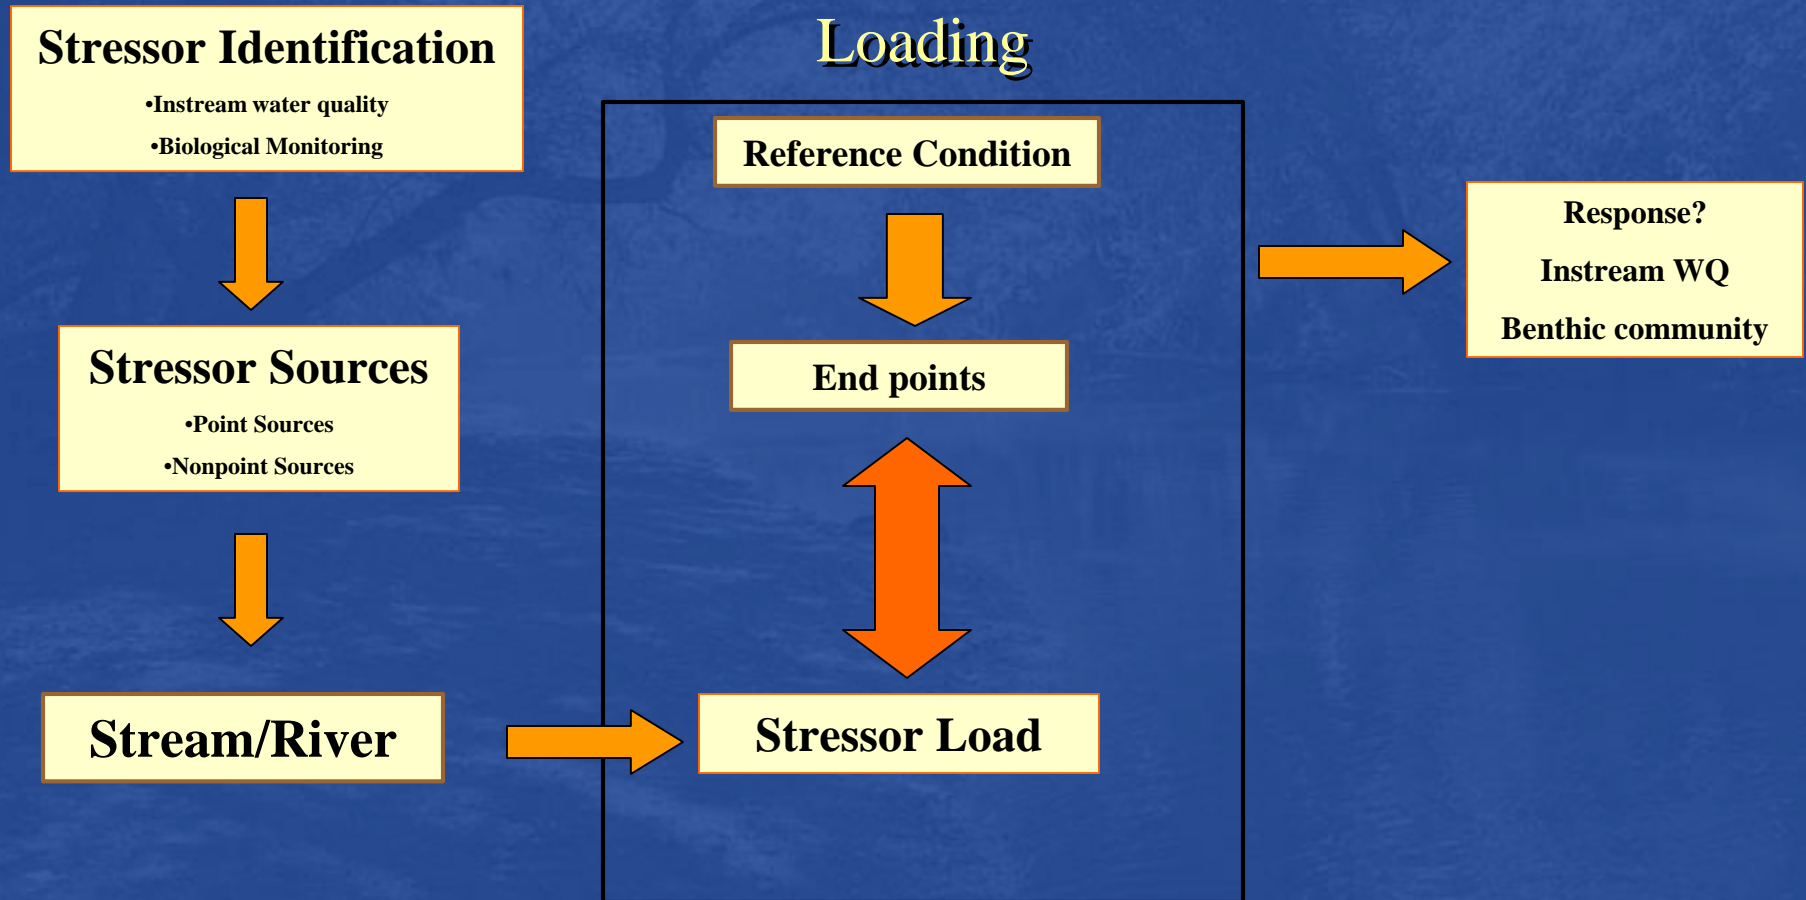 Stressor Identification
•Instream water quality
•Biological Monitoring
Stressor Sources
•Point Sources
•Nonpoint Sources
Stream/River
Loading
Reference Condition
End points
Stressor Load
Response?
Instream WQ
Benthic community